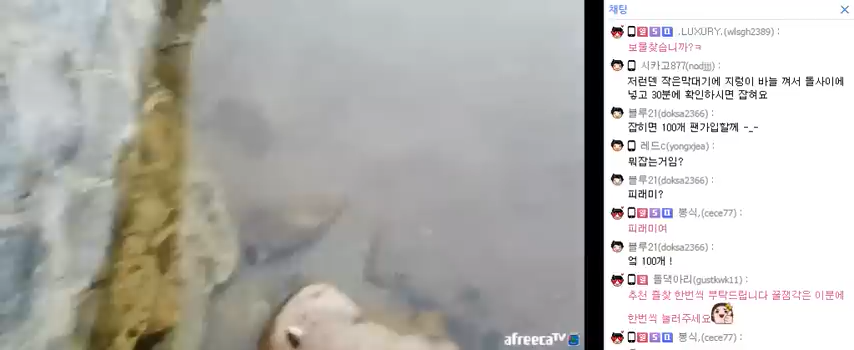 채팅
.LUXURY.(wlsgh2389) :
보물찾습니까?ㅋ
시카고877(nodjjj) :
저런덴 작은막대기에 지렁이 바늘 껴서 돌사이에
넣고 30분에 확인하시면 잡혀요
블루21(doksa2366) :
잡히면 100개 팬가입할께 -_-
레드c(yongxjea) :
뭐잡는거임?
블루21(doksa2366) :
피래미?
봉식,(cece77) :
피래미여
블루21(doksa2366) :
엌 100개 !
돌댁아리(gustkwk11) :
추천 즐찾 한번씩 부탁드립니다 꿀잼각은 이분에
한번씩 눌러주세요
봉식,(cece77) :
afreecaTV